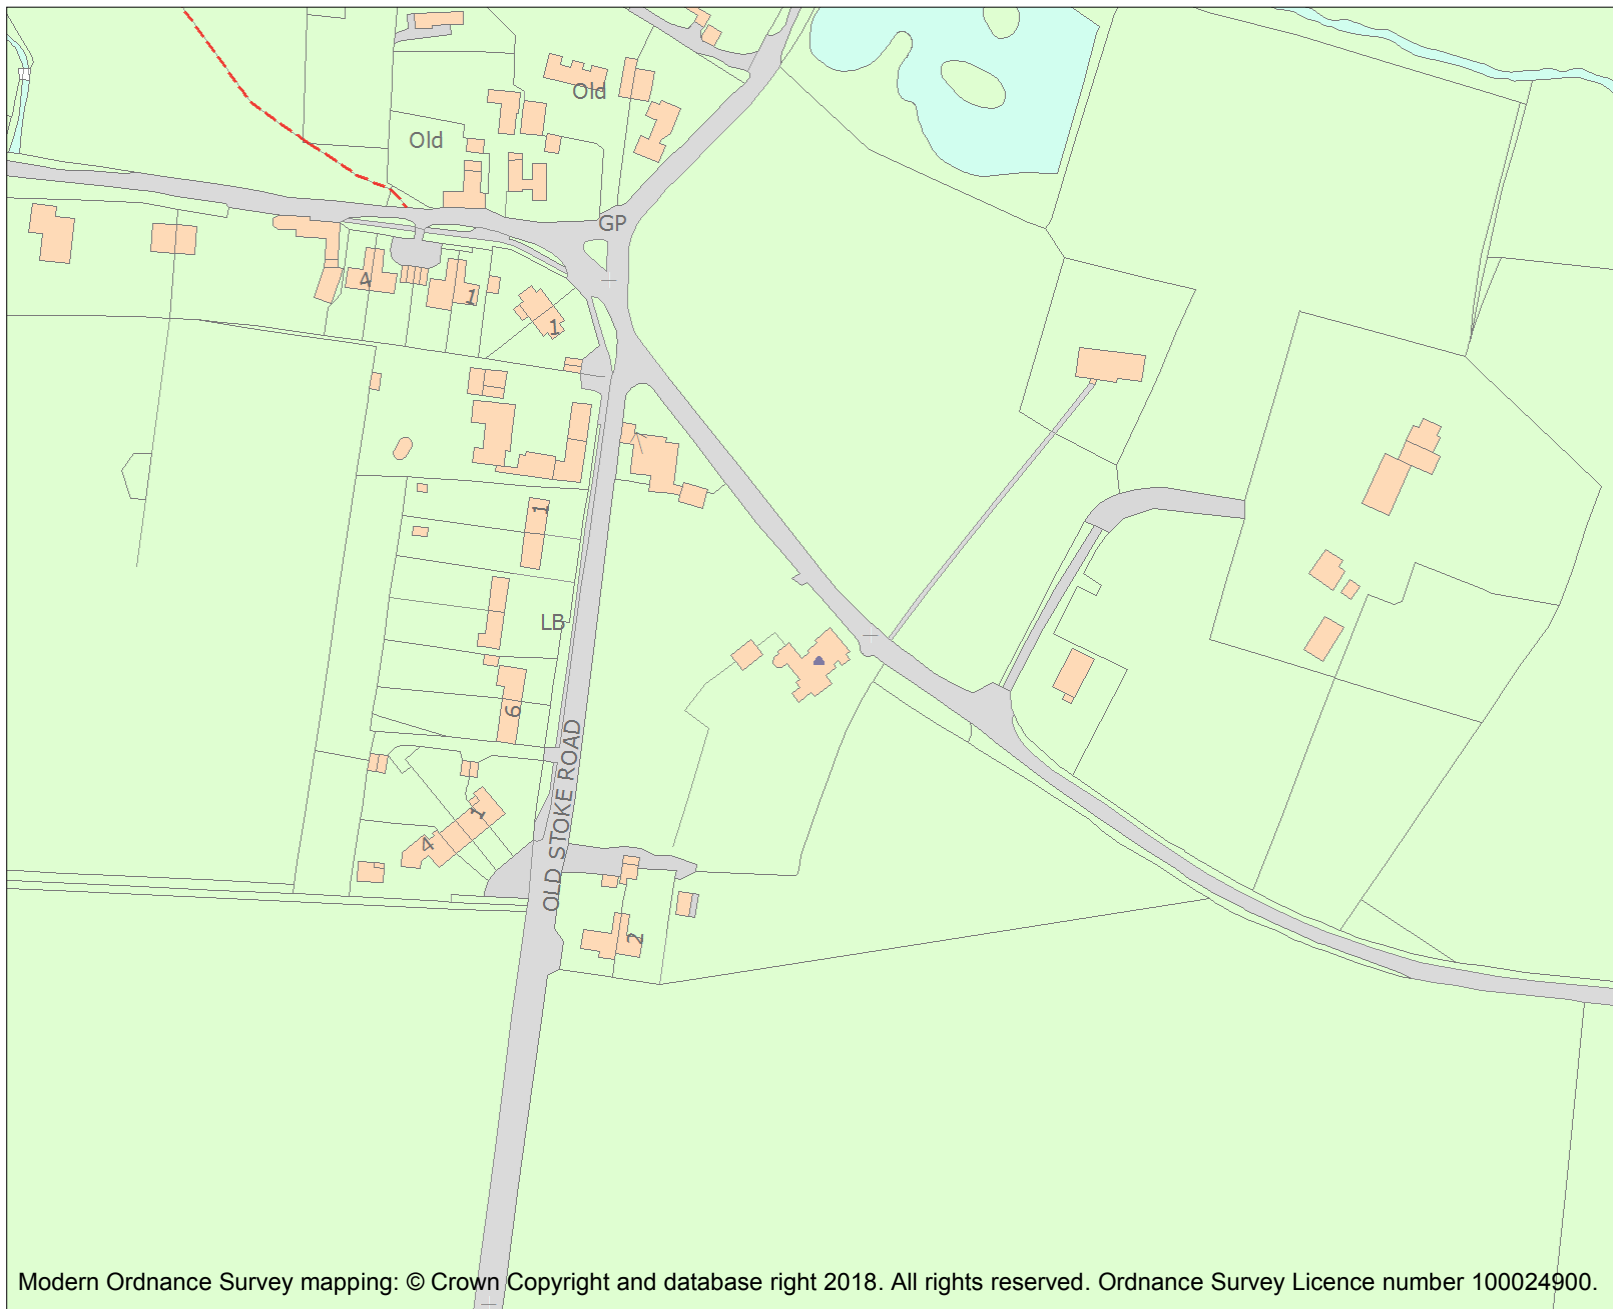 Old
Old
GP
4
1
1
1
LB
6
OLD STOKE ROAD
1
4
2
Modern Ordnance Survey mapping: © Crown Copyright and database right 2018. All rights reserved. Ordnance Survey Licence number 100024900.